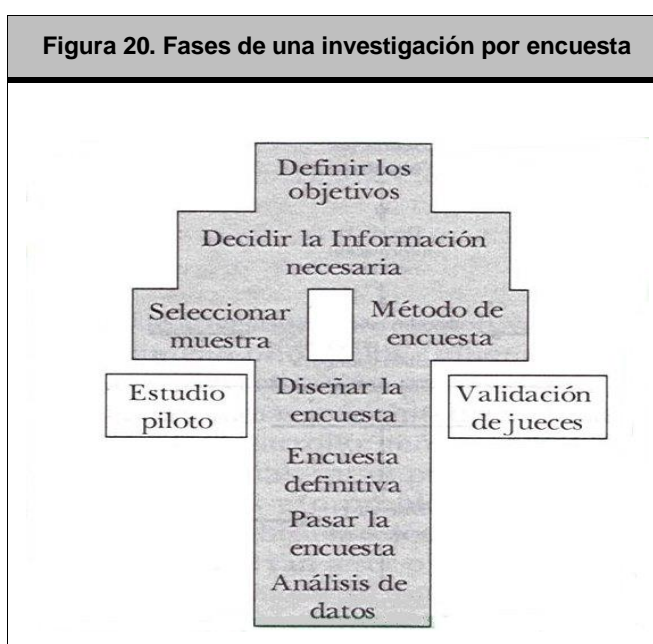 Figura 20. Fases de una investigación por encuesta
Definir los
objetivos
Decidir la Información
necesaria
Seleccionar
muestra
Método de
encuesta
Estudio
piloto
Diseñar la
encuesta
Validación
de jueces
Encuesta
definitiva
Pasar la
encuesta
Análisis de
datos